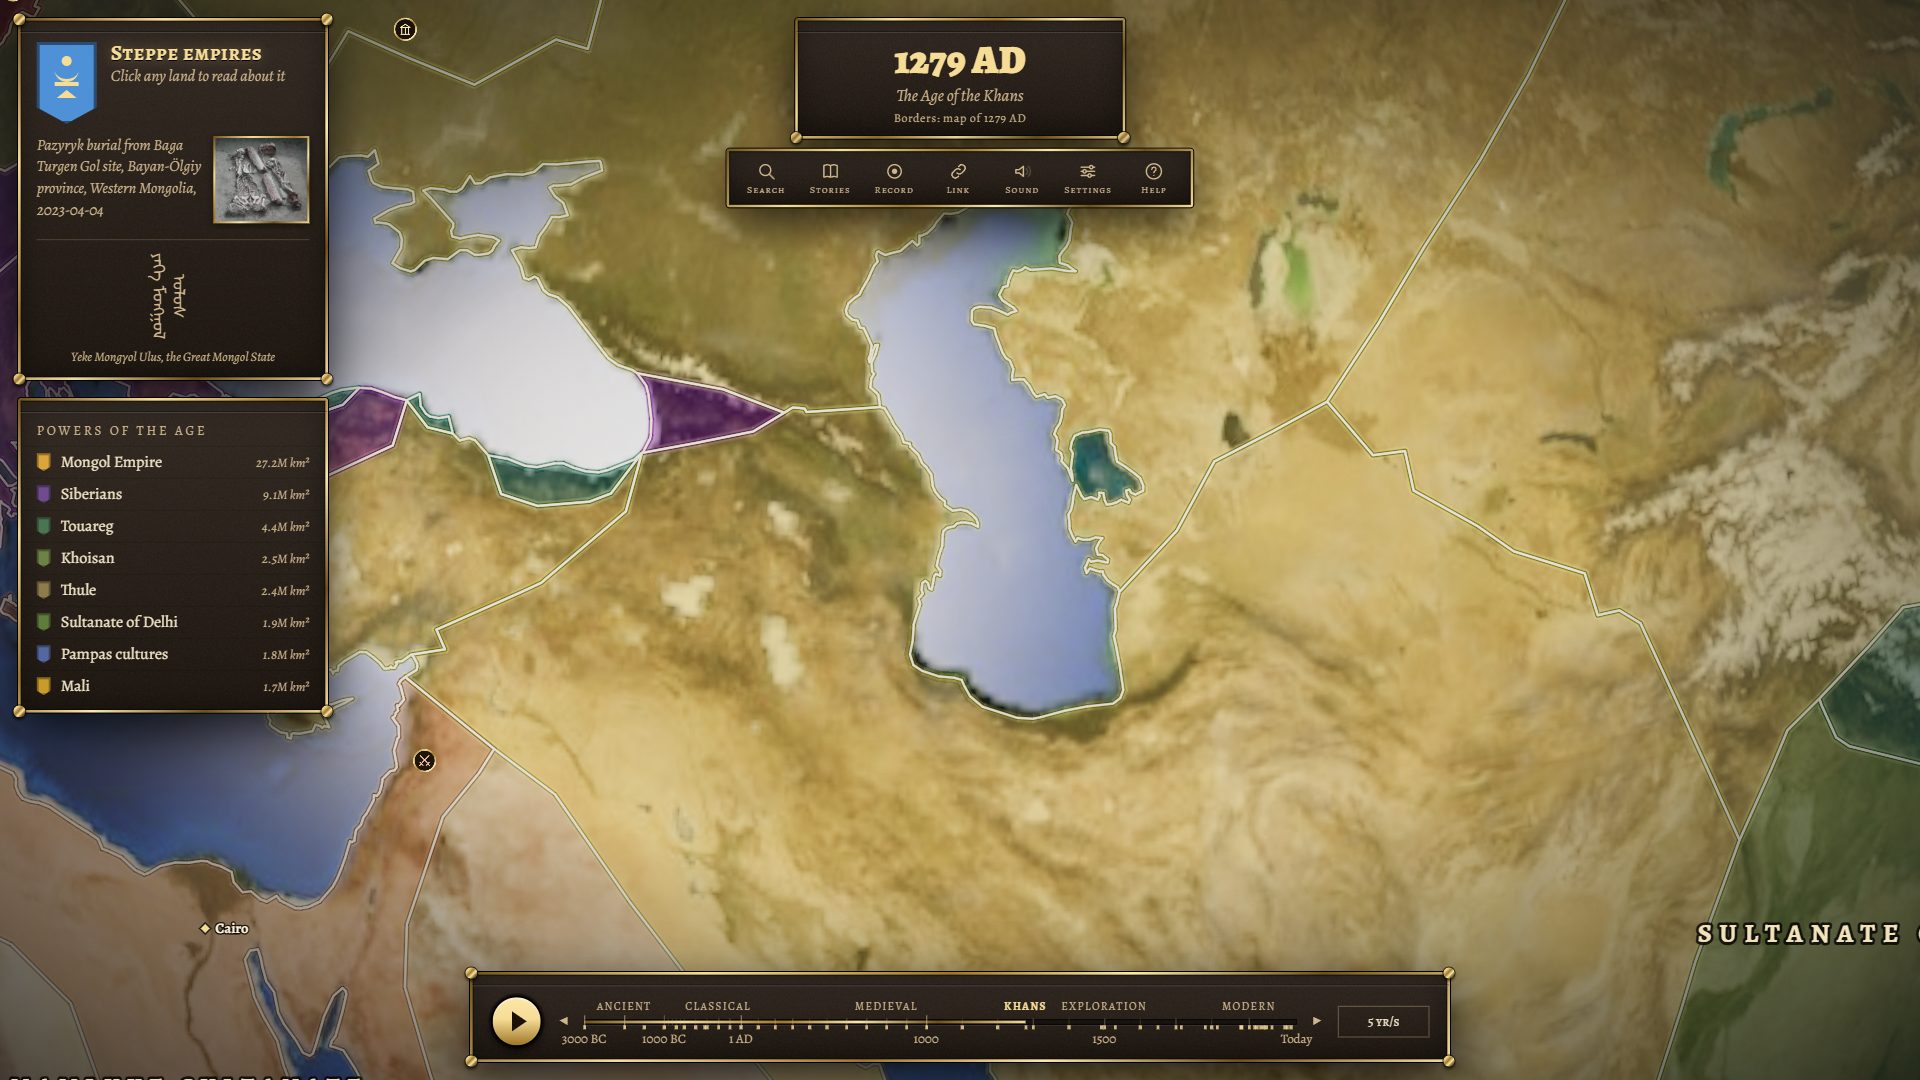 STEPPE EMPIRES
Click any land to read about it
Pazyryk burial from Baga
Turgen Gol site, Bayan-Ölgiy
province, Western Mongolia,
2023-04-04
Yeke Mongγol Ulus, the Great Mongol State
POWERS OF THE AGE
Mongol Empire 27.2M km²
Siberians 9.1M km²
Touareg 4.4M km²
Khoisan 2.5M km²
Thule 2.4M km²
Sultanate of Delhi 1.9M km²
Pampas cultures 1.8M km²
Mali 1.7M km²
1279 AD
The Age of the Khans
Borders: map of 1279 AD
SEARCH STORIES RECORD LINK SOUND SETTINGS HELP
Cairo
SULTANATE
ANCIENT CLASSICAL MEDIEVAL KHANS EXPLORATION MODERN
3000 BC 1000 BC 1 AD 1000 1500 Today
5 YR/S